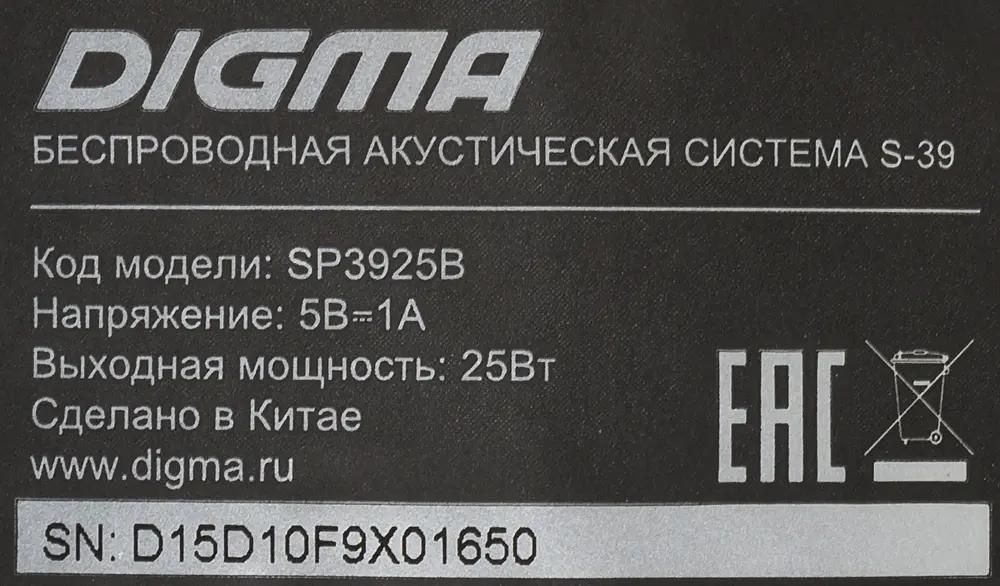 DIGMA
БЕСПРОВОДНАЯ АКУСТИЧЕСКАЯ СИСТЕМА S-39
Код модели: SP3925B
Напряжение: 5В⎓1А
Выходная мощность: 25Вт
Сделано в Китае
www.digma.ru
EAC
SN: D15D10F9X01650